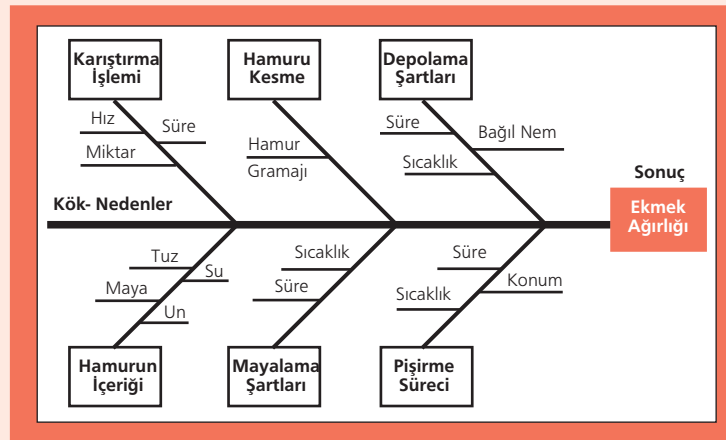 Karıştırma
İşlemi
Hamuru
Kesme
Depolama
Şartları
Hız
Süre
Miktar
Hamur
Gramajı
Süre
Bağıl Nem
Sıcaklık
Sonuç
Kök- Nedenler
Ekmek
Ağırlığı
Tuz
Su
Maya
Un
Sıcaklık
Süre
Süre
Konum
Sıcaklık
Hamurun
İçeriği
Mayalama
Şartları
Pişirme
Süreci